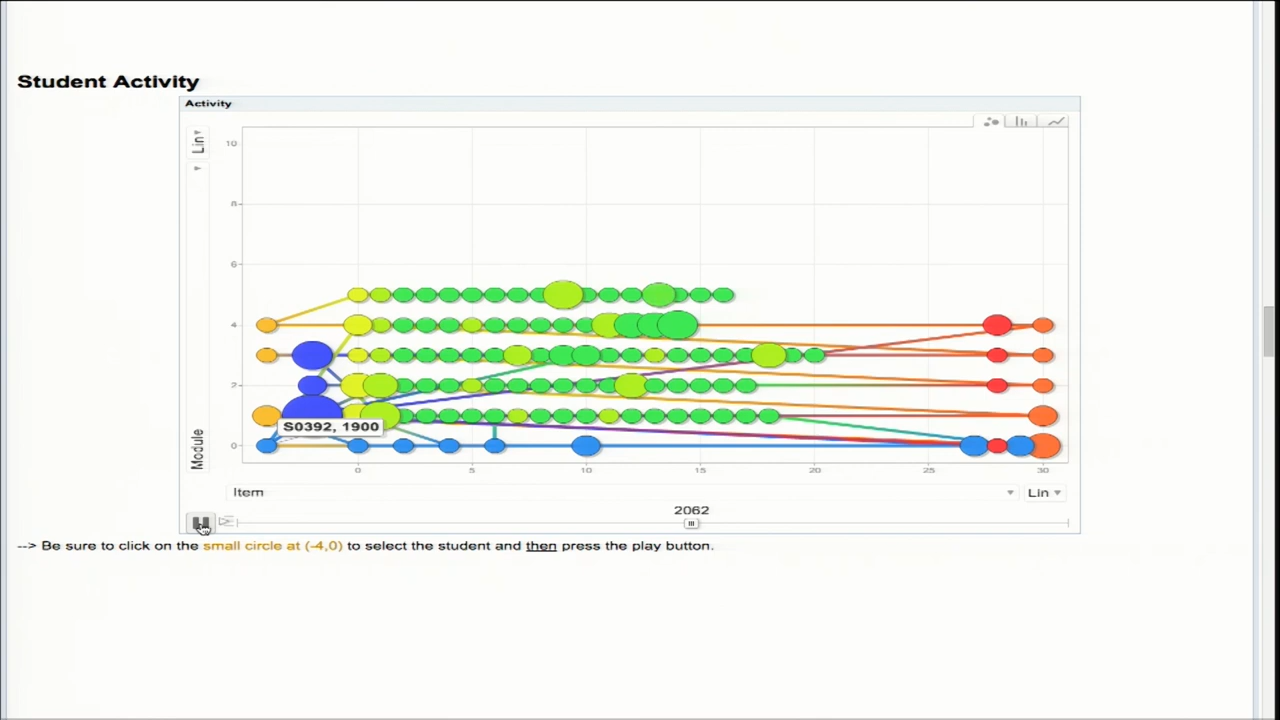 Student Activity
Activity
Lin
10
8
6
4
2
0
Module
S0392, 1900
0 5 10 15 20 25 30
Item Lin
2062
--> Be sure to click on the small circle at (-4,0) to select the student and then press the play button.